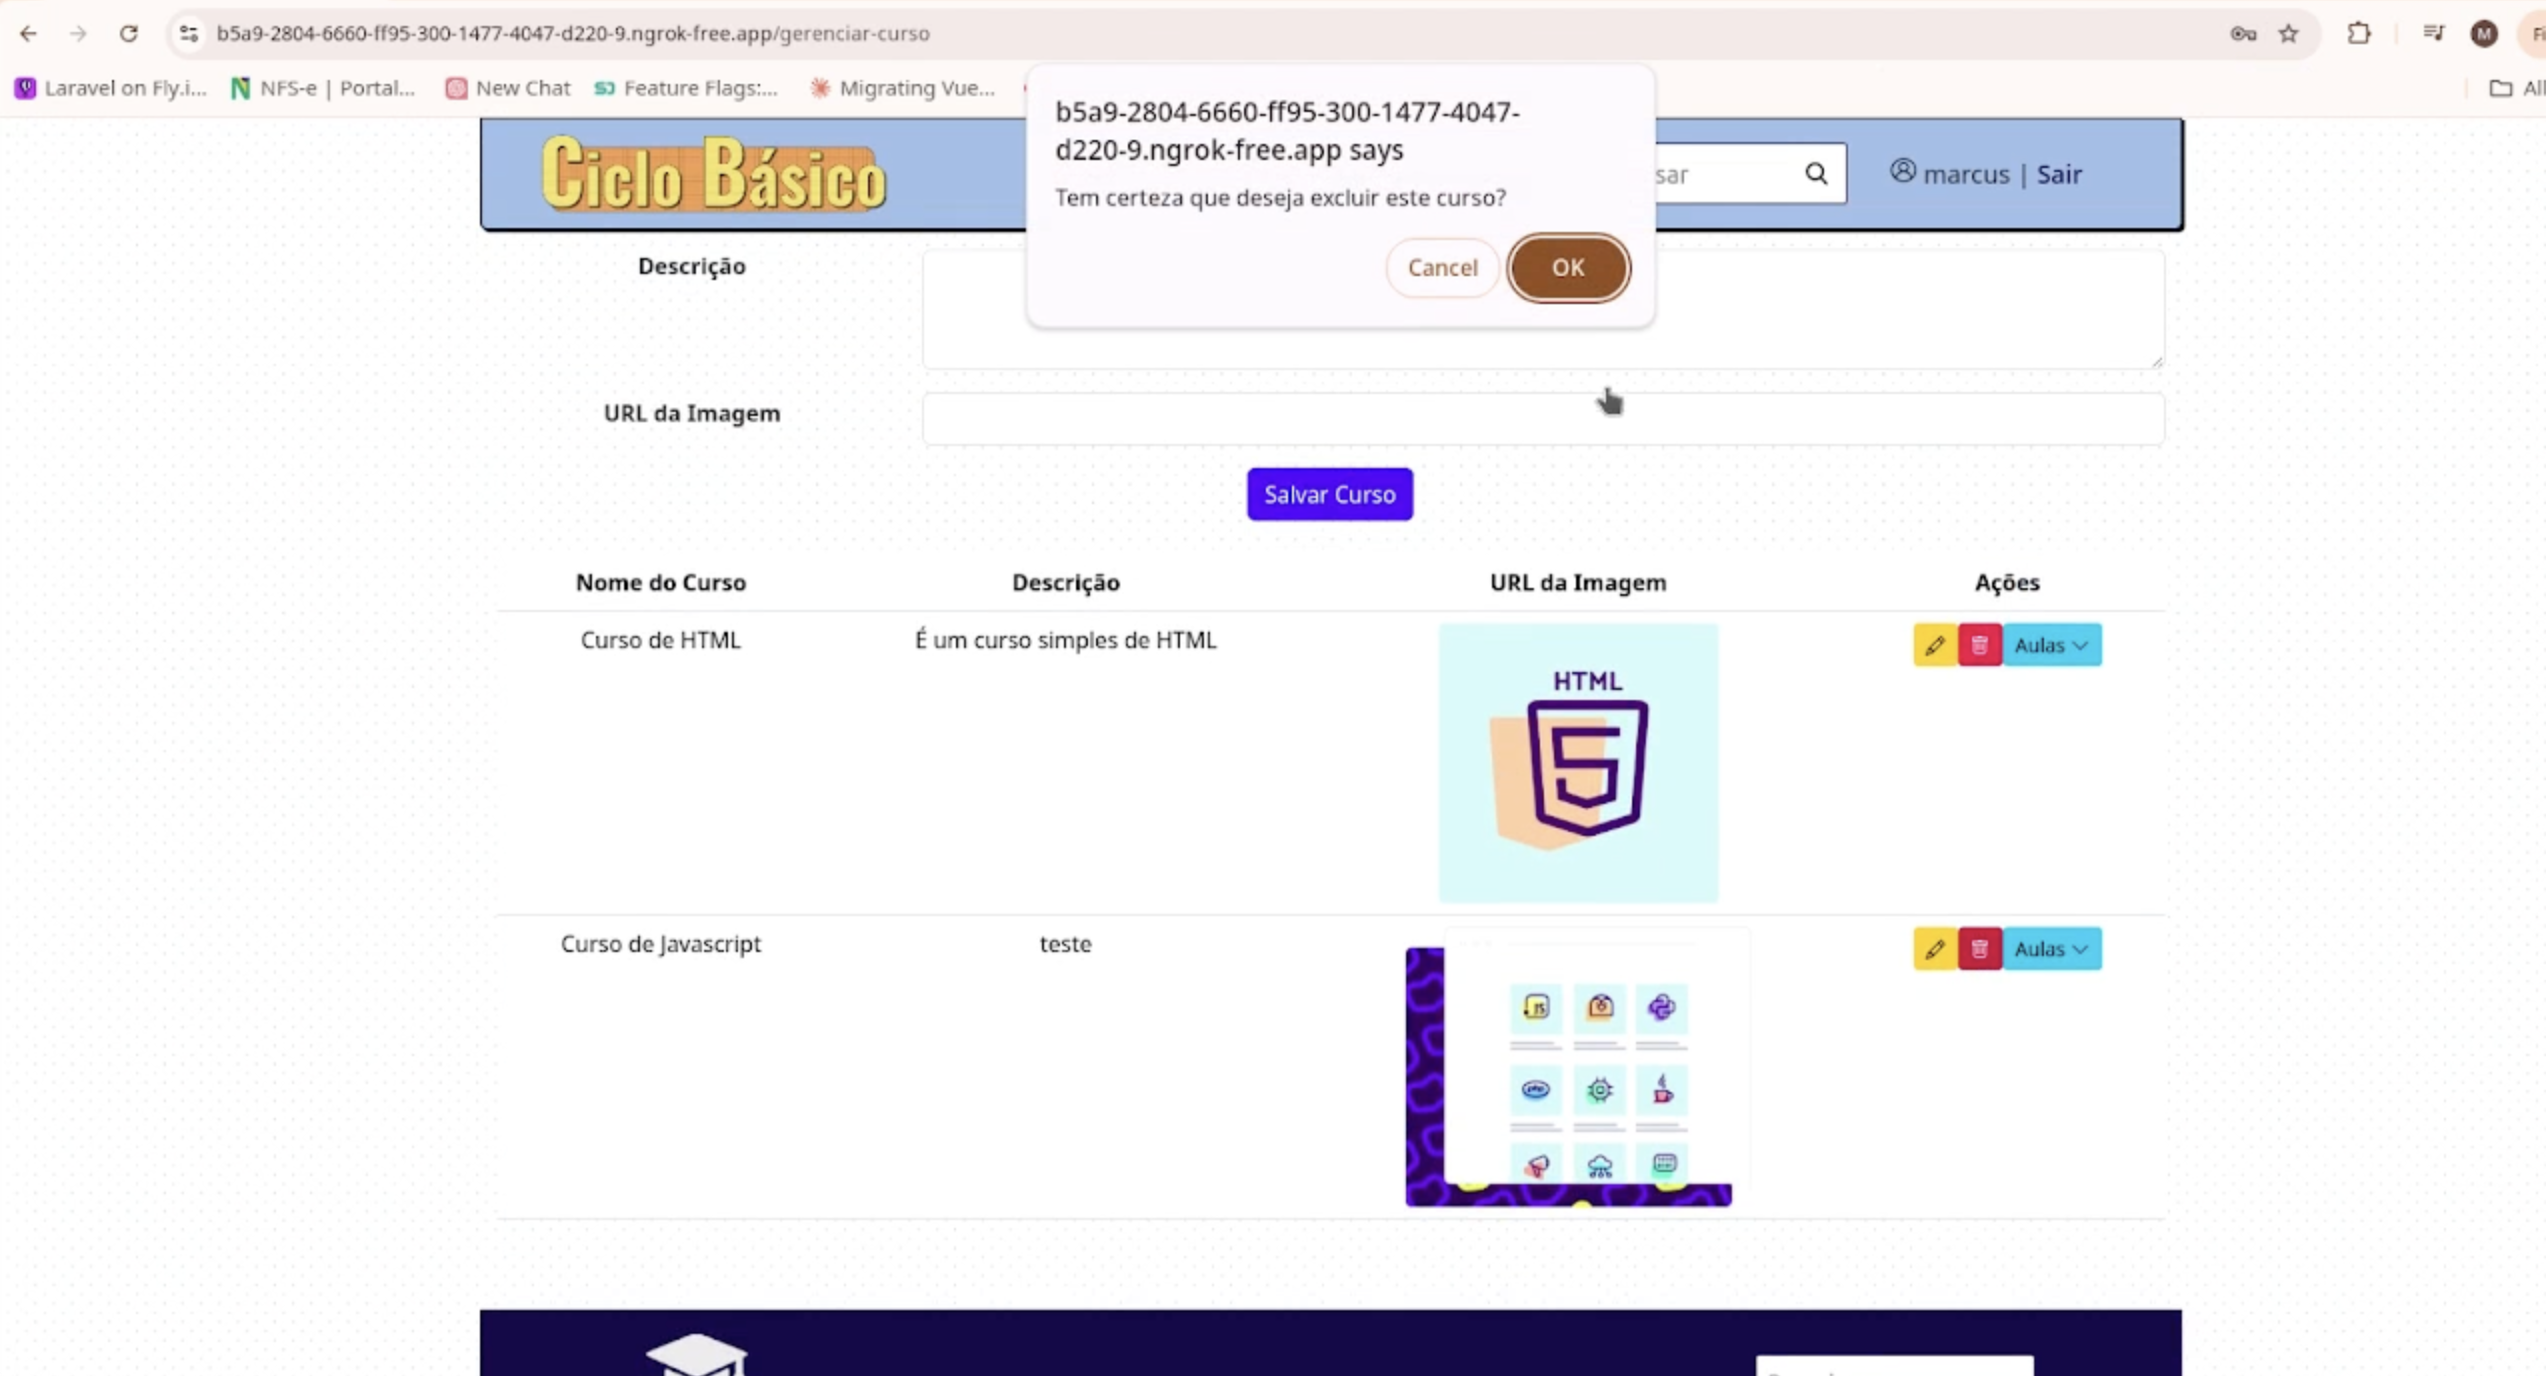 b5a9-2804-6660-ff95-300-1477-4047-d220-9.ngrok-free.app/gerenciar-curso
M
Laravel on Fly.i...
NFS-e | Portal...
New Chat
Feature Flags:...
Migrating Vue...
All
b5a9-2804-6660-ff95-300-1477-4047-
d220-9.ngrok-free.app says
Tem certeza que deseja excluir este curso?
Cancel
OK
Ciclo Básico
sar
marcus | Sair
Descrição
URL da Imagem
Salvar Curso
Nome do Curso
Descrição
URL da Imagem
Ações
Curso de HTML
É um curso simples de HTML
HTML
Aulas
Curso de Javascript
teste
JS
php
Aulas